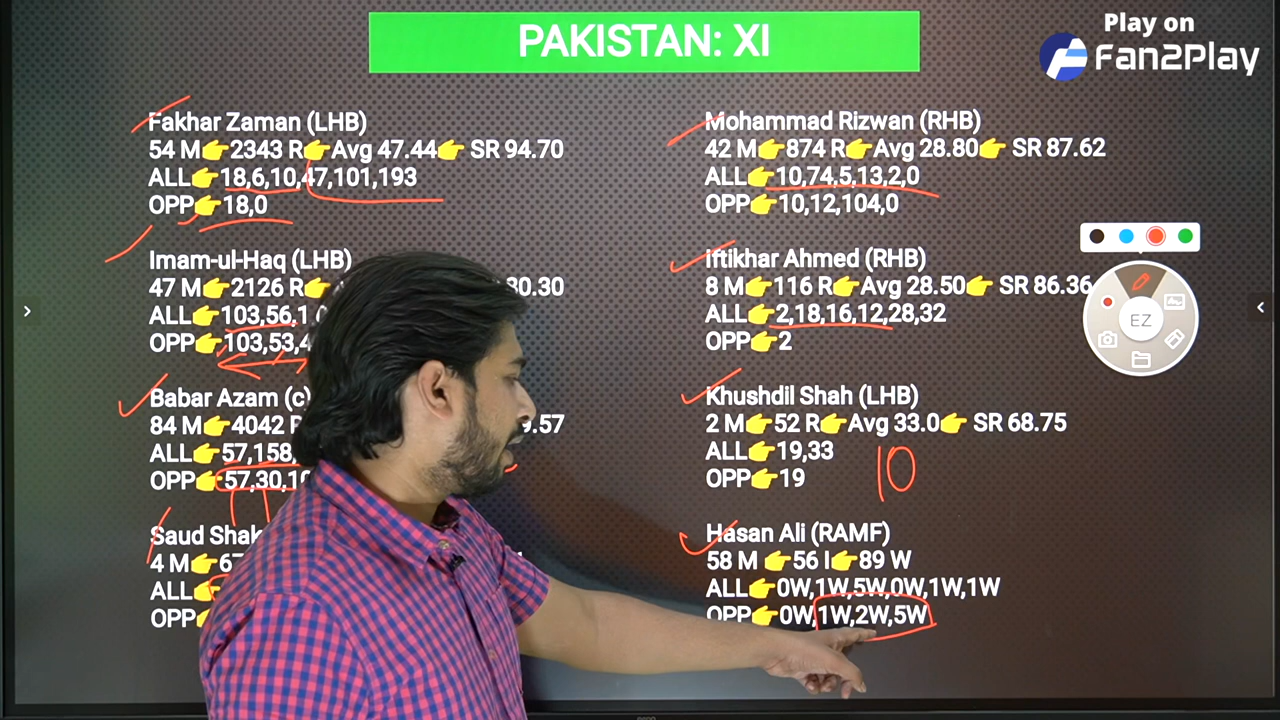 PAKISTAN: XI
Play on
Fan2Play
Fakhar Zaman (LHB)
54 M👉2343 R👉Avg 47.44👉 SR 94.70
ALL👉18,6,10,47,101,193
OPP👉18,0
Imam-ul-Haq (LHB)
47 M👉2126 R👉 80.30
ALL👉103,56,1
OPP👉103,53,4
Babar Azam (c)
84 M👉4042 9.57
ALL👉57,158,
OPP👉57,30,10
Saud
4 M👉
ALL👉
OPP👉
Mohammad Rizwan (RHB)
42 M👉874 R👉Avg 28.80👉 SR 87.62
ALL👉10,74,5,13,2,0
OPP👉10,12,104,0
Iftikhar Ahmed (RHB)
8 M👉116 R👉Avg 28.50👉 SR 86.36
ALL👉2,18,16,12,28,32
OPP👉2
Khushdil Shah (LHB)
2 M👉52 R👉Avg 33.0👉 SR 68.75
ALL👉19,33
OPP👉19
10
Hasan Ali (RAMF)
58 M 👉56 I👉89 W
ALL👉0W,1W,5W,0W,1W,1W
OPP👉0W,1W,2W,5W
EZ